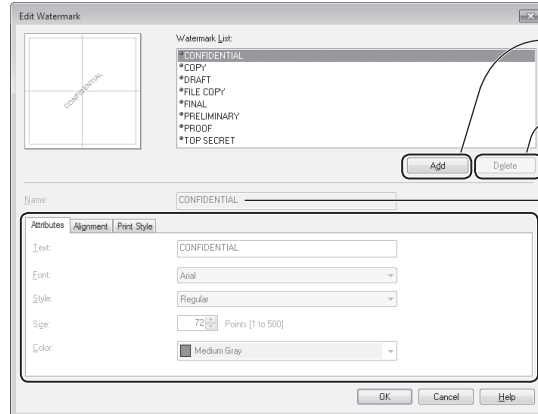 Edit Watermark
Watermark List:
CONFIDENTIAL
CONFIDENTIAL
COPY
DRAFT
FILE COPY
FINAL
PRELIMINARY
PROOF
TOP SECRET
Add Delete
Name: CONFIDENTIAL
Attributes Alignment Print Style
Text: CONFIDENTIAL
Font: Arial
Style: Regular
Size: 72 Points [1 to 500]
Color: Medium Gray
OK Cancel Help